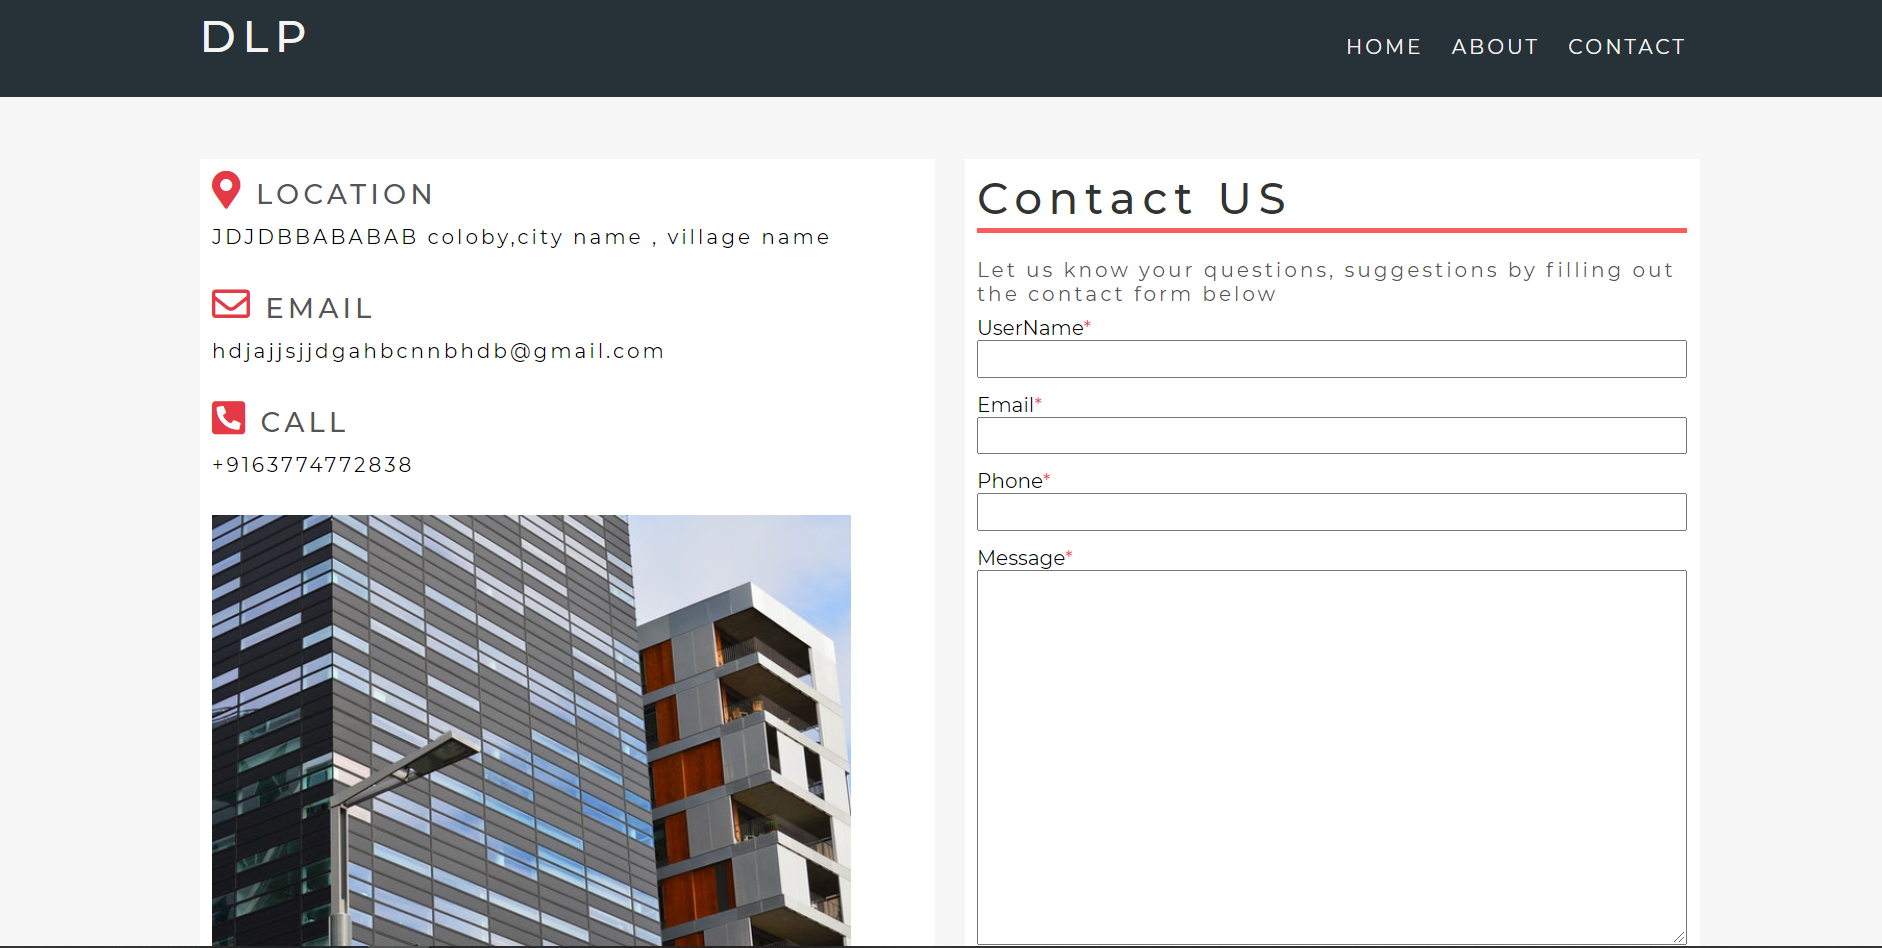 DLP
HOME ABOUT CONTACT
LOCATION
JDJDBBABABAB coloby,city name , village name
EMAIL
hdjajjsjjdgahbcnnbhdb@gmail.com
CALL
+9163774772838
Contact US
Let us know your questions, suggestions by filling out
the contact form below
UserName*
Email*
Phone*
Message*